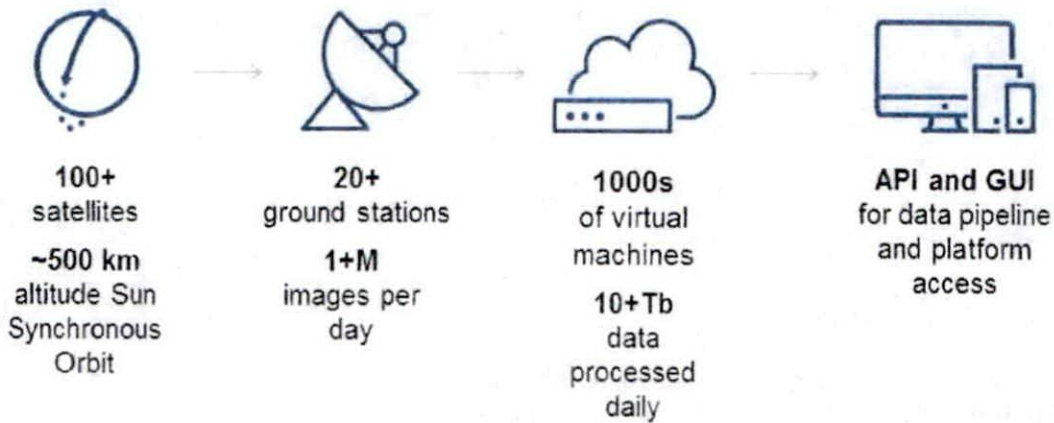 100+
satellites
~500 km
altitude Sun
Synchronous
Orbit
20+
ground stations
1+M
images per
day
1000s
of virtual
machines
10+Tb
data
processed
daily
API and GUI
for data pipeline
and platform
access